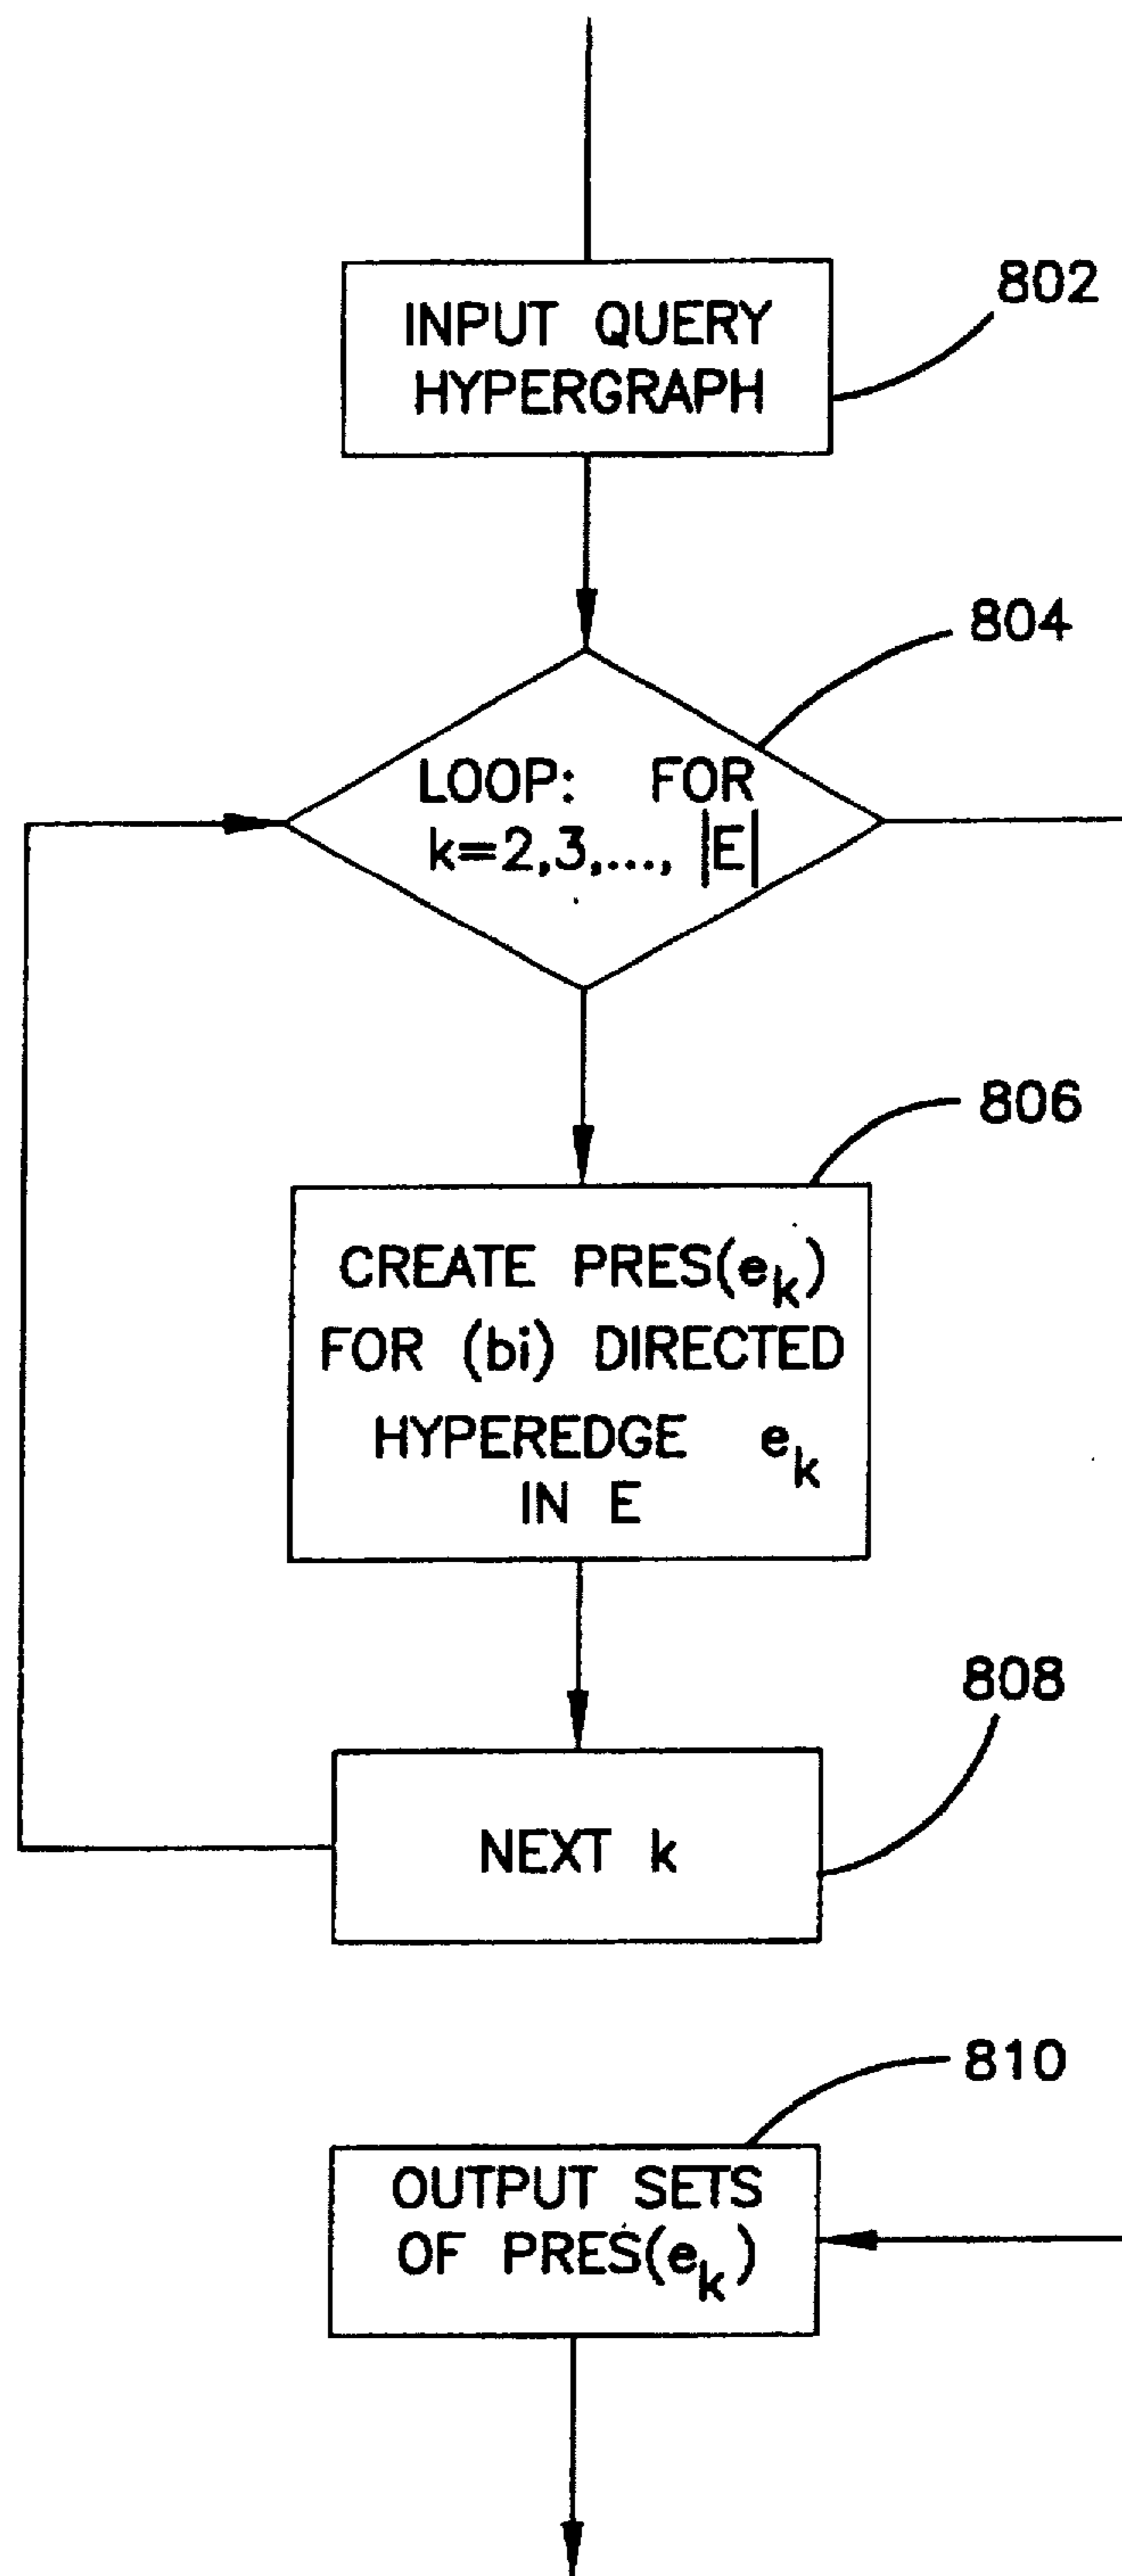 INPUT QUERY
HYPERGRAPH
802
804
LOOP: FOR
k=2,3,..., |E|
806
CREATE PRES(e_k)
FOR (bi) DIRECTED
HYPEREDGE e_k
IN E
808
NEXT k
810
OUTPUT SETS
OF PRES(e_k)